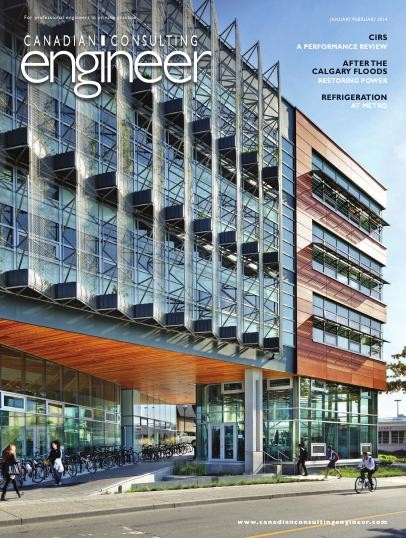 For professional engineers in private practice
JANUARY/FEBRUARY 2014
CANADIAN CONSULTING
engineer
CIRS
A PERFORMANCE REVIEW
AFTER THE
CALGARY FLOODS
RESTORING POWER
REFRIGERATION
AT METRO
www.canadianconsultingengineer.com